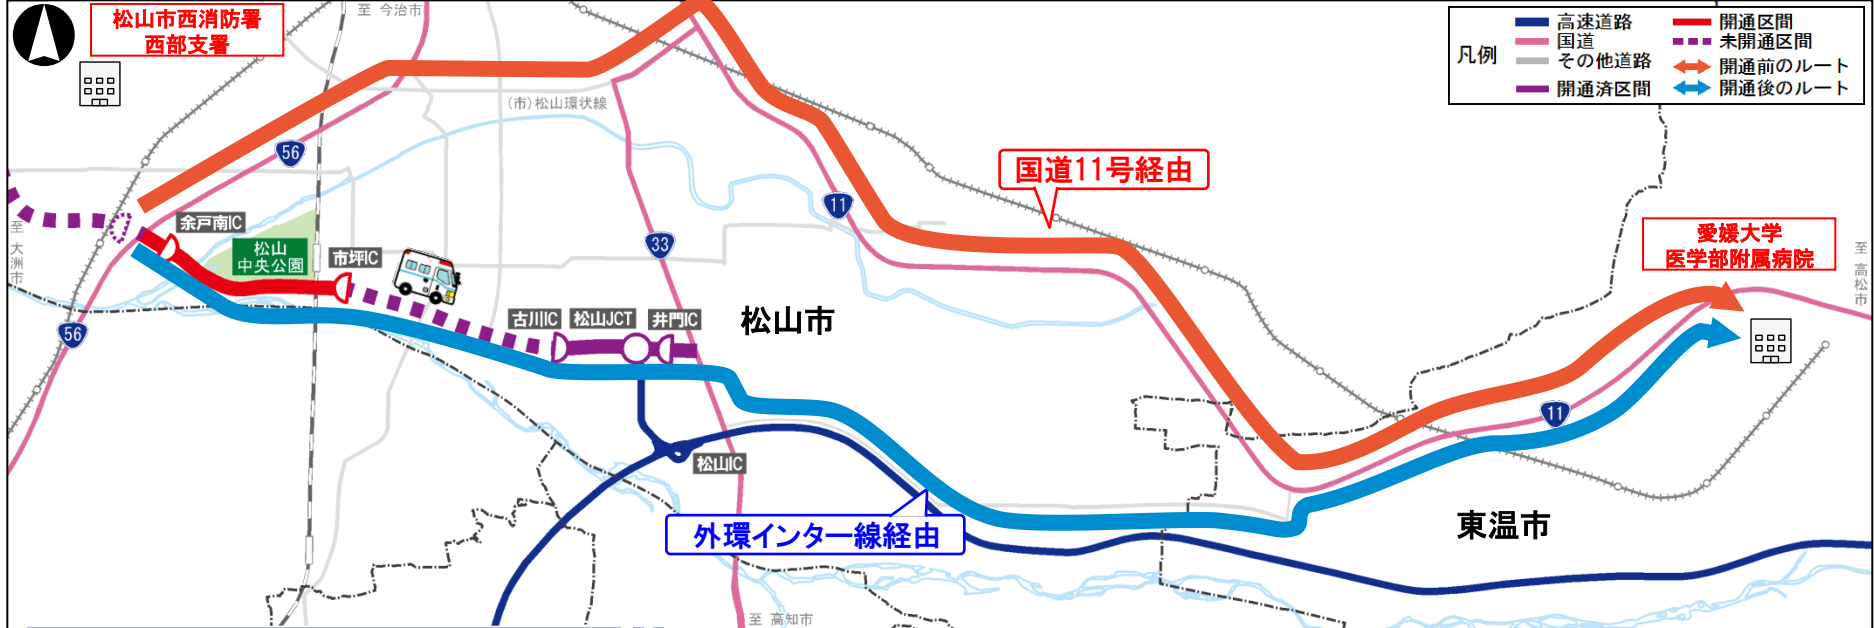 松山市西消防署
西部支署
至 今治市
凡例
高速道路
国道
その他道路
開通済区間
開通区間
未開通区間
開通前のルート
開通後のルート
(市)松山環状線
56
国道11号経由
11
33
余戸南IC
松山
中央公園
市坪IC
至 大洲市
56
古川IC
松山JCT
井門IC
松山市
愛媛大学
医学部附属病院
至 高松市
11
松山IC
外環インター線経由
東温市
至 高知市